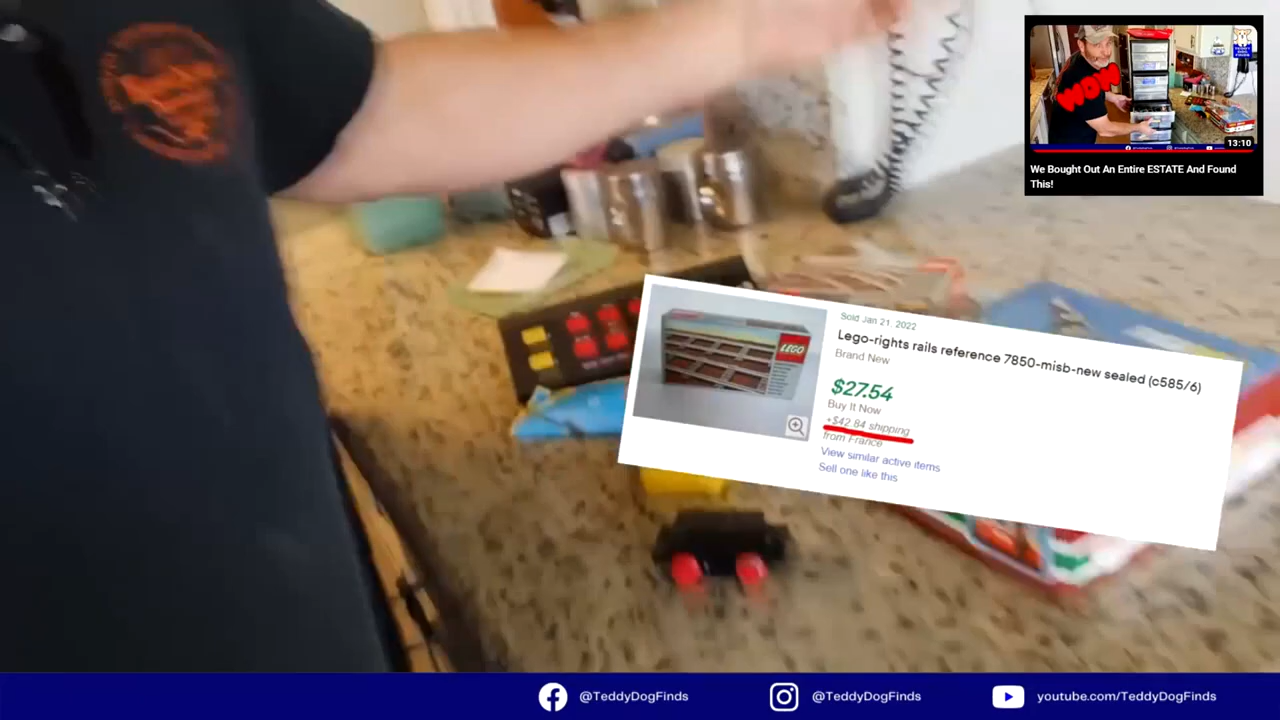 WOW
13:10
We Bought Out An Entire ESTATE And Found
This!
Sold Jan 21, 2022
Lego-rights rails reference 7850-misb-new sealed (c585/6)
Brand New
LEGO
$27.54
Buy It Now
+$42.84 shipping
from France
View similar active items
Sell one like this
@TeddyDogFinds
@TeddyDogFinds
youtube.com/TeddyDogFinds